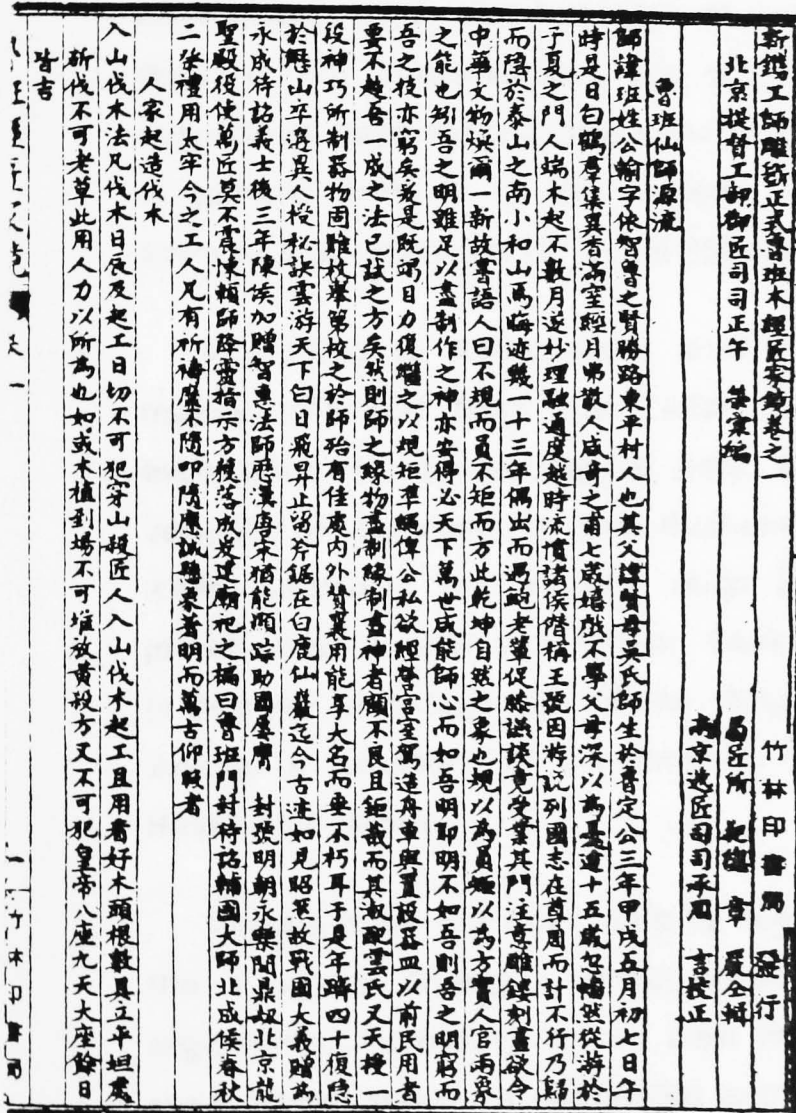 新鐫工師雕斲正式魯班木經匠家鏡卷之一
竹林印書局 發行
北京提督工部御匠司司正午 榮 彙編
局匠所 把總 章 嚴 仝輯
南京逓匠司司承周 言校正
魯班仙師源流
師諱班姓公輸字依智魯之賢勝路東平村人也其父諱賢母吳氏師生於魯定公三年甲戌五月初七日午
時是日白鶴羣集異香滿室經月弗散人咸奇之甫七歲嬉戲不學父母深以為憂迨十五歲忽幡然從游於
子夏之門人端木起不數月遂妙理融通度越時流憤諸侯僭稱王號因游説列國志在尊周而計不行乃歸
而隱於泰山之南小和山焉晦迹幾一十三年偶出而遇鮑老輩促膝讌談竟受業其門注意雕鏤刻畫欲令
中華文物煥爾一新故嘗語人曰不規而員不矩而方此乾坤自然之象也規以為員矩以為方實人官兩象
之能也矧吾之明雖足以盡制作之神亦安得必天下萬世咸能師心而如吾明耶明不如吾則吾之明窮而
吾之技亦窮矣爰是既竭目力復繼之以規矩準繩俾公私欲經營宮室駕造舟車與置設器皿以前民用者
要不越吾一成之法已試之方矣然則師之緣物盡制緣制盡神者顧不良且鉅哉而其淑配雲氏又天授一
段神巧所制器物固難枚舉第較之於師殆有佳處內外贊襄用能享大名而垂不朽耳于是年躋四十復隱
於歷山卒遘異人授秘訣雲游天下白日飛昇止留斧鋸在白鹿仙巖迄今古迹如見昭然故戰國大義贈為
永成待詔義士後三年陳侯加贈智惠法師歷漢唐宋猶能顯踪助國屢膺 封號明朝永樂間鼎刱北京龍
聖殿役使萬匠莫不震悚賴師降靈指示方獲落成爰建廟祀之扁曰魯班門封待詔輔國大師北成侯春秋
二祭禮用太牢今之工人凡有祈禱靡不隨叩隨應誠懸象著明而萬古仰照者
人家起造伐木
入山伐木法凡伐木日辰及起工日切不可犯穿山殺匠人入山伐木起工且用看好木頭根數具立平坦處
斫伐不可老草此用人力以所為也如或木植到場不可堆放黃殺方又不可犯皇帝八座九天大座餘日
皆吉
卷一
一 竹林印書局